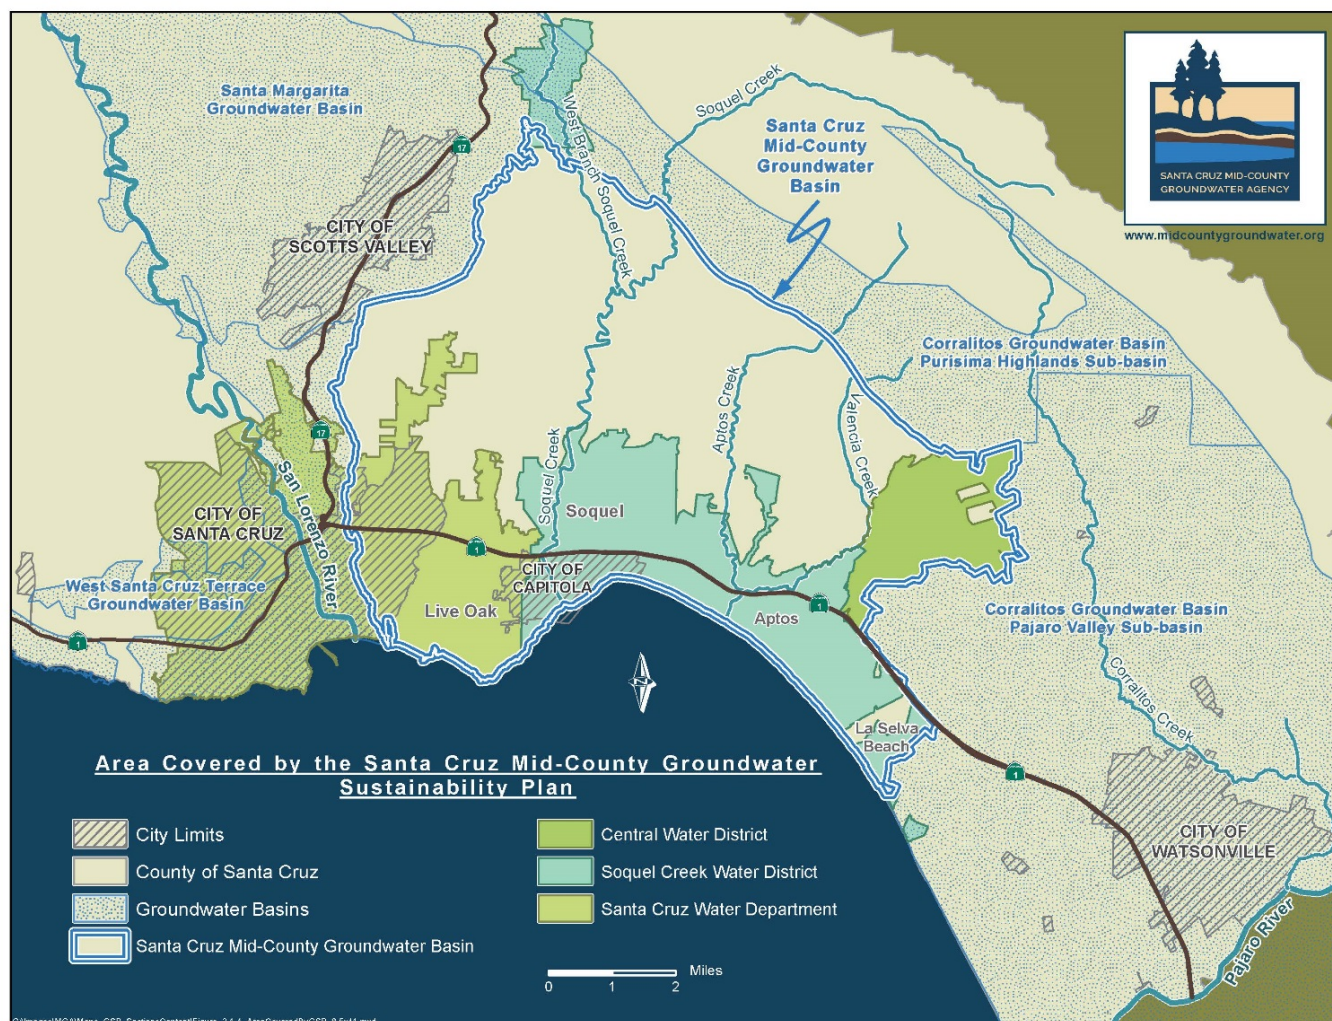 Santa Margarita
Groundwater Basin
17
West Branch Soquel Creek
Soquel Creek
Santa Cruz
Mid-County
Groundwater
Basin
SANTA CRUZ MID-COUNTY
GROUNDWATER AGENCY
www.midcountygroundwater.org
CITY OF
SCOTTS VALLEY
Corralitos Groundwater Basin
Purisima Highlands Sub-basin
Aptos Creek
Valencia Creek
17
San Lorenzo River
Soquel Creek
Soquel
CITY OF
SANTA CRUZ
1
CITY OF
CAPITOLA
West Santa Cruz Terrace
Groundwater Basin
Live Oak
1
Aptos
1
Corralitos Groundwater Basin
Pajaro Valley Sub-basin
N
Corralitos Creek
La Selva
Beach
1
CITY OF
WATSONVILLE
Pajaro River
Area Covered by the Santa Cruz Mid-County Groundwater
Sustainability Plan
City Limits
County of Santa Cruz
Groundwater Basins
Santa Cruz Mid-County Groundwater Basin
Central Water District
Soquel Creek Water District
Santa Cruz Water Department
Miles
0 1 2